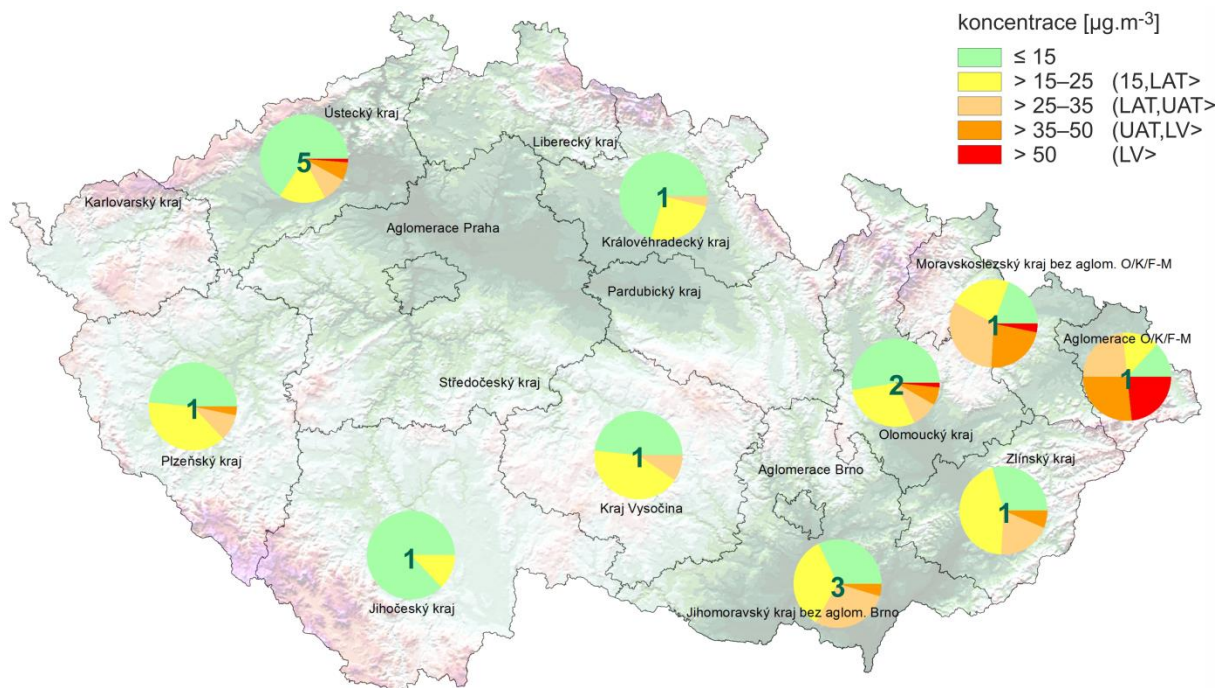 koncentrace [µg.m⁻³]
≤ 15
> 15–25 (15,LAT>
> 25–35 (LAT,UAT>
> 35–50 (UAT,LV>
> 50 (LV>
Ústecký kraj
5
Liberecký kraj
1
Karlovarský kraj
Aglomerace Praha
Královéhradecký kraj
Moravskoslezský kraj bez aglom. O/K/F-M
Pardubický kraj
1
Aglomerace O/K/F-M
Středočeský kraj
1
2
1
Olomoucký kraj
Plzeňský kraj
1
Zlínský kraj
Aglomerace Brno
Kraj Vysočina
1
1
3
Jihočeský kraj
Jihomoravský kraj bez aglom. Brno